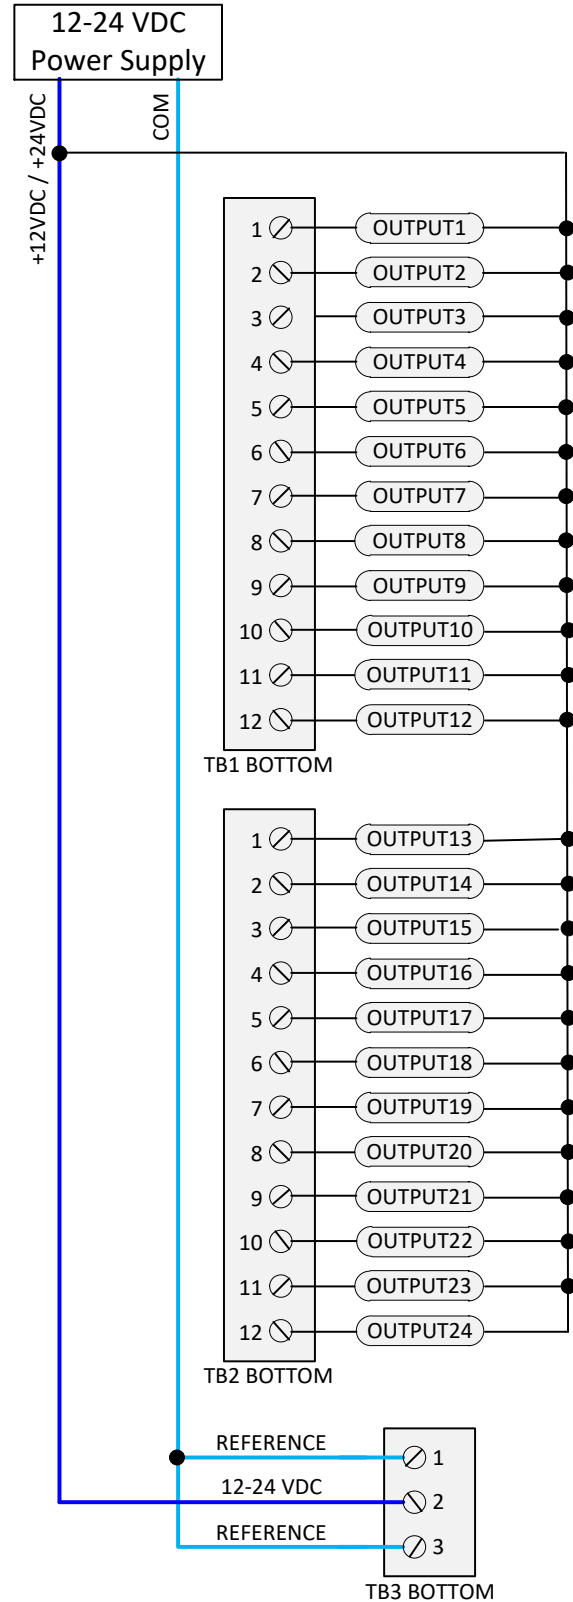 12-24 VDC
Power Supply
+12VDC / +24VDC
COM
1 OUTPUT1
2 OUTPUT2
3 OUTPUT3
4 OUTPUT4
5 OUTPUT5
6 OUTPUT6
7 OUTPUT7
8 OUTPUT8
9 OUTPUT9
10 OUTPUT10
11 OUTPUT11
12 OUTPUT12
TB1 BOTTOM
1 OUTPUT13
2 OUTPUT14
3 OUTPUT15
4 OUTPUT16
5 OUTPUT17
6 OUTPUT18
7 OUTPUT19
8 OUTPUT20
9 OUTPUT21
10 OUTPUT22
11 OUTPUT23
12 OUTPUT24
TB2 BOTTOM
REFERENCE 1
12-24 VDC 2
REFERENCE 3
TB3 BOTTOM